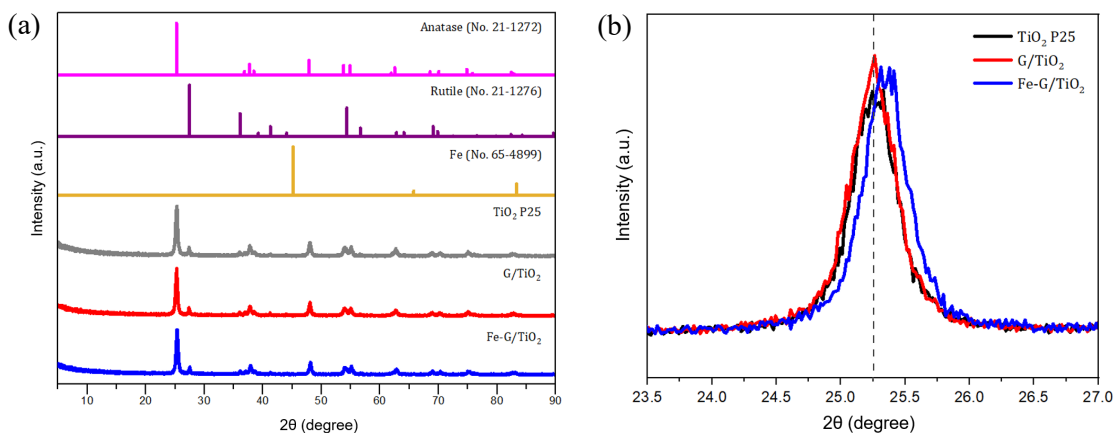 (a)
Anatase (No. 21-1272)
Rutile (No. 21-1276)
Fe (No. 65-4899)
TiO₂ P25
G/TiO₂
Fe-G/TiO₂
Intensity (a.u.)
10 20 30 40 50 60 70 80 90
2θ (degree)
(b)
TiO₂ P25
G/TiO₂
Fe-G/TiO₂
Intensity (a.u.)
23.5 24.0 24.5 25.0 25.5 26.0 26.5 27.0
2θ (degree)